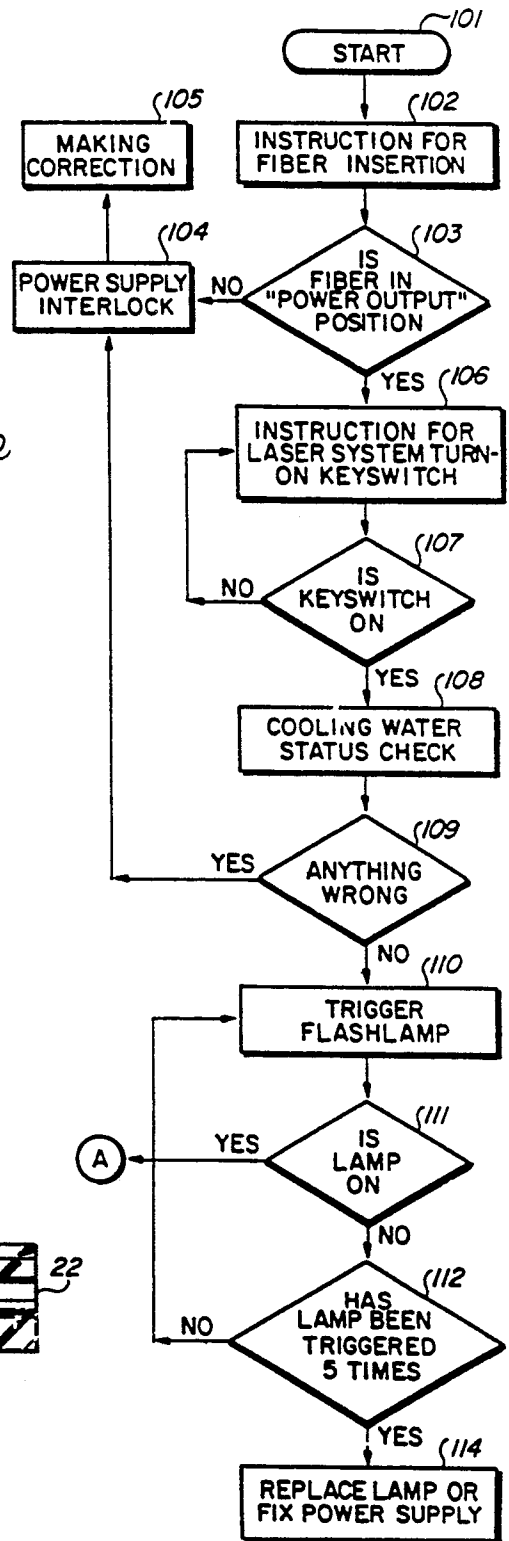 101
START
102
INSTRUCTION FOR
FIBER INSERTION
105
MAKING
CORRECTION
103
IS
FIBER IN
"POWER OUTPUT"
POSITION
104
POWER SUPPLY
INTERLOCK
NO
YES
106
INSTRUCTION FOR
LASER SYSTEM TURN-
ON KEYSWITCH
107
IS
KEYSWITCH
ON
NO
YES
108
COOLING WATER
STATUS CHECK
109
ANYTHING
WRONG
YES
NO
110
TRIGGER
FLASHLAMP
111
IS
LAMP
ON
YES
A
NO
112
HAS
LAMP BEEN
TRIGGERED
5 TIMES
NO
22
YES
114
REPLACE LAMP OR
FIX POWER SUPPLY